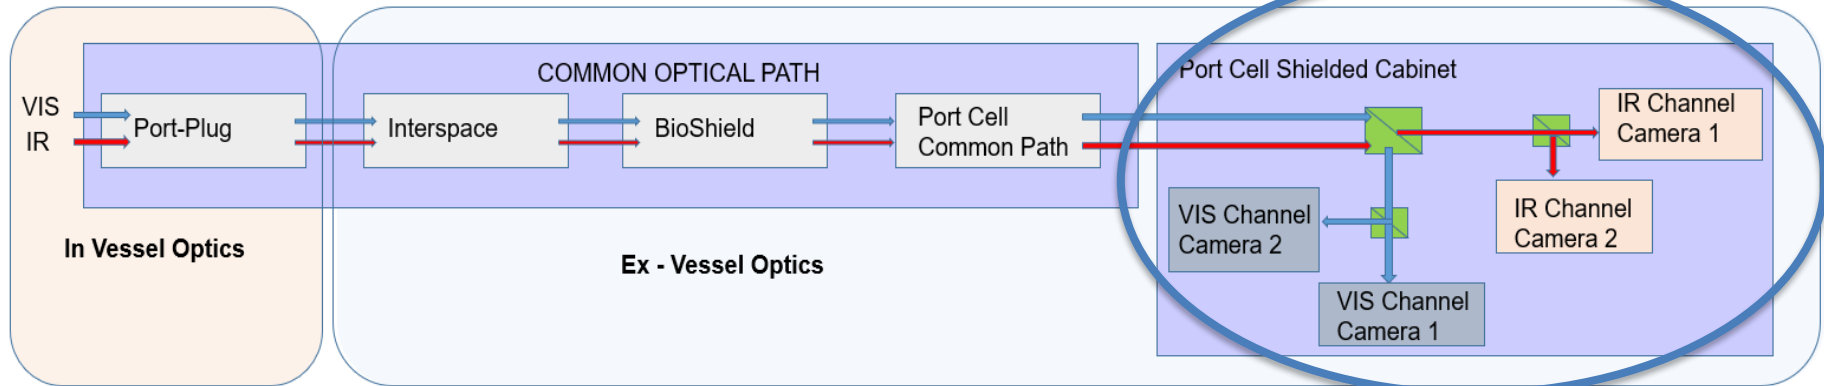 COMMON OPTICAL PATH
VIS
IR
Port-Plug
Interspace
BioShield
Port Cell
Common Path
In Vessel Optics
Ex - Vessel Optics
Port Cell Shielded Cabinet
IR Channel
Camera 1
IR Channel
Camera 2
VIS Channel
Camera 2
VIS Channel
Camera 1